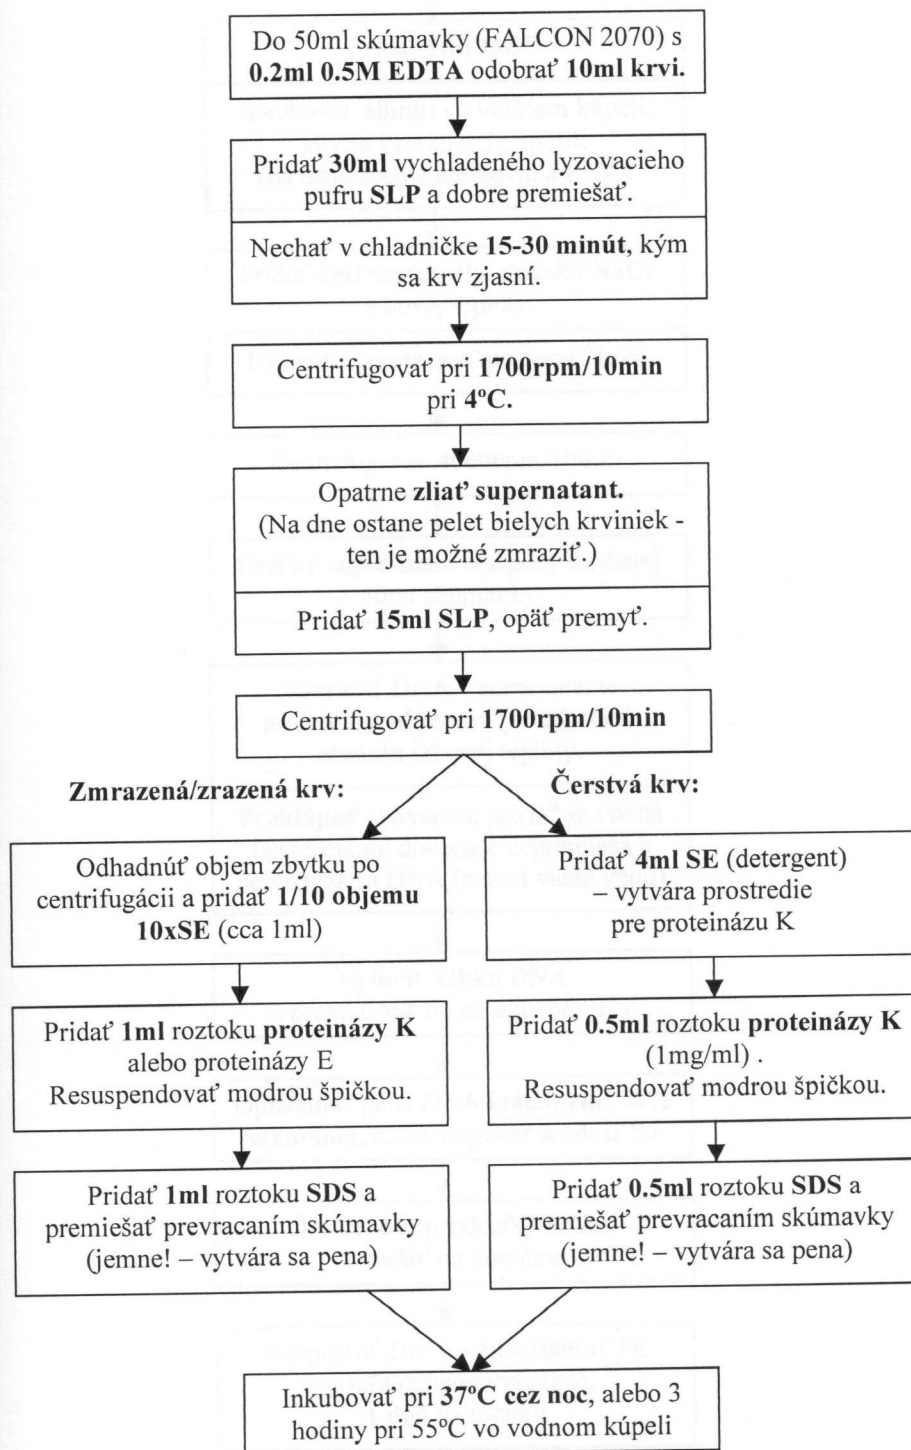 Do 50ml skúmavky (FALCON 2070) s
0.2ml 0.5M EDTA odobrať 10ml krvi.
Pridať 30ml vychladeného lyzovacieho
pufru SLP a dobre premiešať.
Nechať v chladničke 15-30 minút, kým
sa krv zjasní.
Centrifugovať pri 1700rpm/10min
pri 4ºC.
Opatrne zliať supernatant.
(Na dne ostane pelet bielych krviniek -
ten je možné zmraziť.)
Pridať 15ml SLP, opäť premyť.
Centrifugovať pri 1700rpm/10min
Zmrazená/zrazená krv:
Odhadnúť objem zbytku po
centrifugácii a pridať 1/10 objemu
10xSE (cca 1ml)
Pridať 1ml roztoku proteinázy K
alebo proteinázy E
Resuspendovať modrou špičkou.
Pridať 1ml roztoku SDS a
premiešať prevracaním skúmavky
(jemne! – vytvára sa pena)
Čerstvá krv:
Pridať 4ml SE (detergent)
– vytvára prostredie
pre proteinázu K
Pridať 0.5ml roztoku proteinázy K
(1mg/ml) .
Resuspendovať modrou špičkou.
Pridať 0.5ml roztoku SDS a
premiešať prevracaním skúmavky
(jemne! – vytvára sa pena)
Inkubovať pri 37ºC cez noc, alebo 3
hodiny pri 55ºC vo vodnom kúpeli